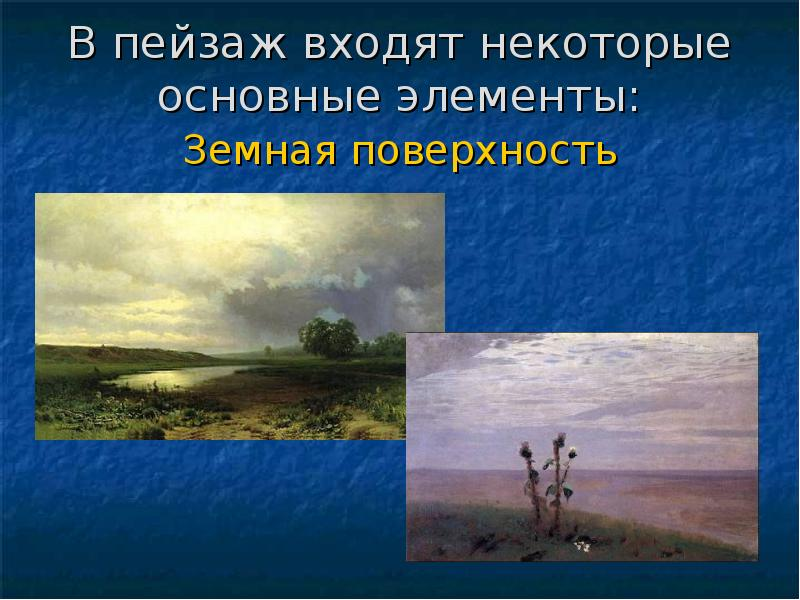 В пейзаж входят некоторые
основные элементы:
Земная поверхность